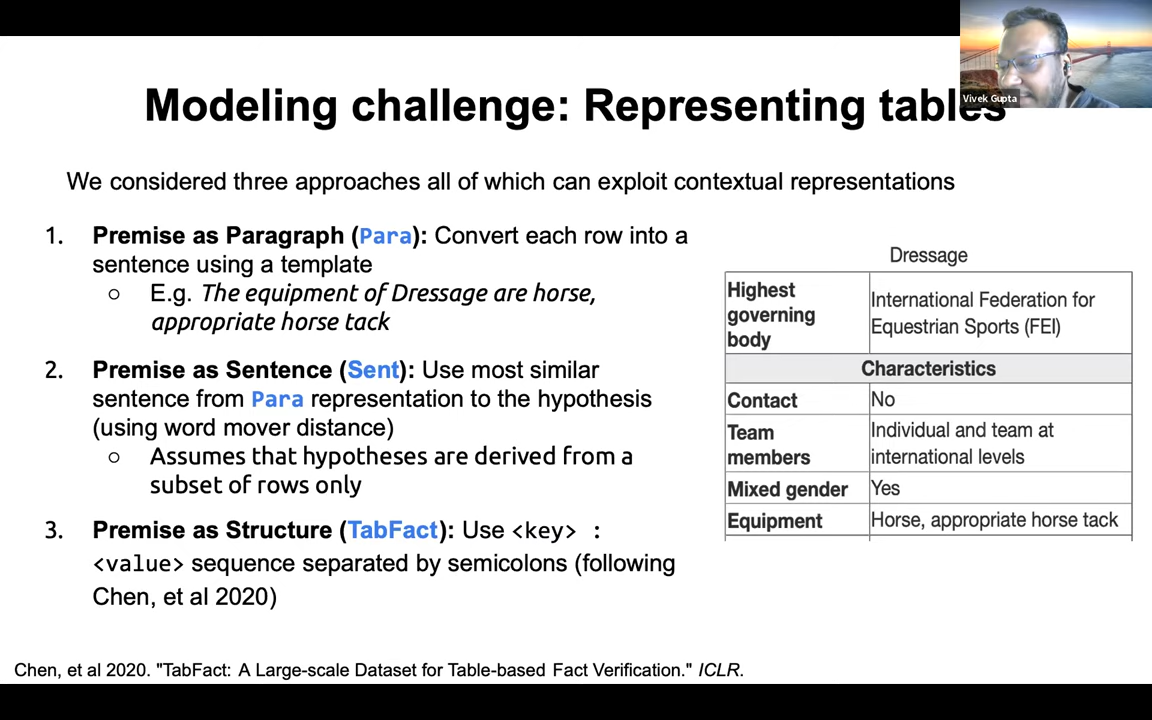 Vivek Gupta
Modeling challenge: Representing tables
We considered three approaches all of which can exploit contextual representations
1. Premise as Paragraph (Para): Convert each row into a
sentence using a template
○ E.g. The equipment of Dressage are horse,
appropriate horse tack
2. Premise as Sentence (Sent): Use most similar
sentence from Para representation to the hypothesis
(using word mover distance)
○ Assumes that hypotheses are derived from a
subset of rows only
3. Premise as Structure (TabFact): Use <key> :
<value> sequence separated by semicolons (following
Chen, et al 2020)
Dressage
Highest
governing
body
International Federation for
Equestrian Sports (FEI)
Characteristics
Contact
No
Team
members
Individual and team at
international levels
Mixed gender
Yes
Equipment
Horse, appropriate horse tack
Chen, et al 2020. "TabFact: A Large-scale Dataset for Table-based Fact Verification." ICLR.